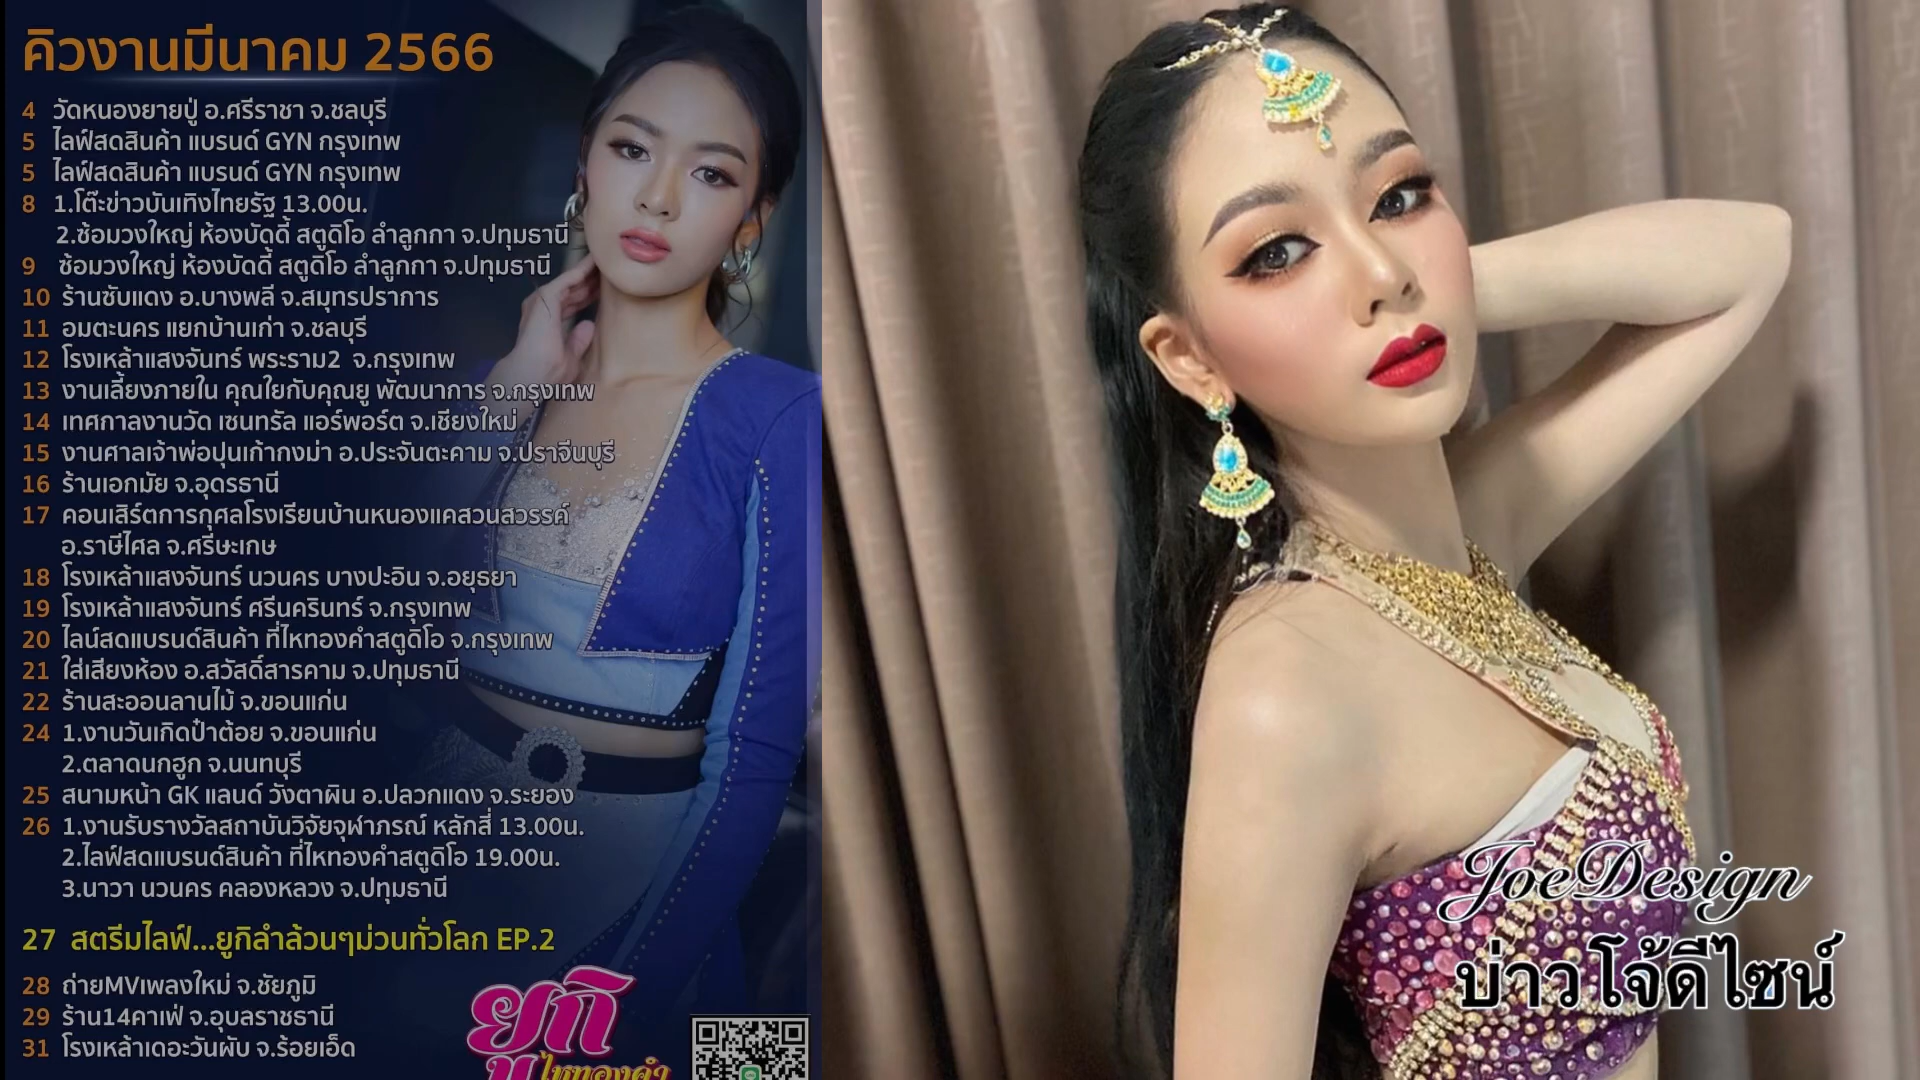 คิวงานมีนาคม 2566
4 วัดหนองยายปู่ อ.ศรีราชา จ.ชลบุรี
5 ไลฟ์สดสินค้า แบรนด์ GYN กรุงเทพ
5 ไลฟ์สดสินค้า แบรนด์ GYN กรุงเทพ
8 1.โต๊ะข่าวบันเทิงไทยรัฐ 13.00น.
2.ซ้อมวงใหญ่ ห้องบัดดี้ สตูดิโอ ลำลูกกา จ.ปทุมธานี
9 ซ้อมวงใหญ่ ห้องบัดดี้ สตูดิโอ ลำลูกกา จ.ปทุมธานี
10 ร้านซับแดง อ.บางพลี จ.สมุทรปราการ
11 อมตะนคร แยกบ้านเก่า จ.ชลบุรี
12 โรงเหล้าแสงจันทร์ พระราม2 จ.กรุงเทพ
13 งานเลี้ยงภายใน คุณใยกับคุณยู พัฒนาการ จ.กรุงเทพ
14 เทศกาลงานวัด เซนทรัล แอร์พอร์ต จ.เชียงใหม่
15 งานศาลเจ้าพ่อปุนเก้ากงม่า อ.ประจันตะคาม จ.ปราจีนบุรี
16 ร้านเอกมัย จ.อุดรธานี
17 คอนเสิร์ตการกุศลโรงเรียนบ้านหนองแคสวนสวรรค์
อ.ราษีไศล จ.ศรีษะเกษ
18 โรงเหล้าแสงจันทร์ นวนคร บางปะอิน จ.อยุธยา
19 โรงเหล้าแสงจันทร์ ศรีนครินทร์ จ.กรุงเทพ
20 ไลน์สดแบรนด์สินค้า ที่ไหทองคำสตูดิโอ จ.กรุงเทพ
21 ใส่เสียงห้อง อ.สวัสดิ์สารคาม จ.ปทุมธานี
22 ร้านสะออนลานไม้ จ.ขอนแก่น
24 1.งานวันเกิดป๋าต้อย จ.ขอนแก่น
2.ตลาดนกฮูก จ.นนทบุรี
25 สนามหน้า GK แลนด์ วังตาผิน อ.ปลวกแดง จ.ระยอง
26 1.งานรับรางวัลสถาบันวิจัยจุฬาภรณ์ หลักสี่ 13.00น.
2.ไลฟ์สดแบรนด์สินค้า ที่ไหทองคำสตูดิโอ 19.00น.
3.นาวา นวนคร คลองหลวง จ.ปทุมธานี
27 สตรีมไลฟ์...ยูกิลำล้วนๆม่วนทั่วโลก EP.2
28 ถ่ายMVเพลงใหม่ จ.ชัยภูมิ
29 ร้าน14คาเฟ่ จ.อุบลราชธานี
31 โรงเหล้าเดอะวันผับ จ.ร้อยเอ็ด
ยูกิ
ไหทองคำ
JoeDesign
บ่าวโจ้ดีไซน์